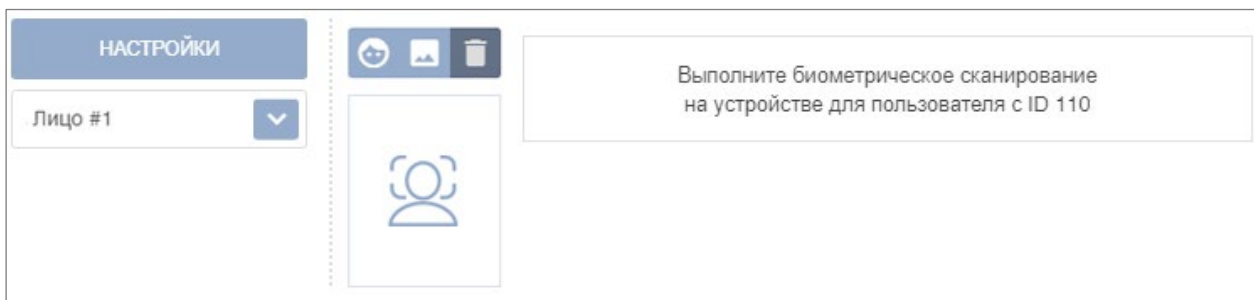 НАСТРОЙКИ
Лицо #1
Выполните биометрическое сканирование
на устройстве для пользователя с ID 110